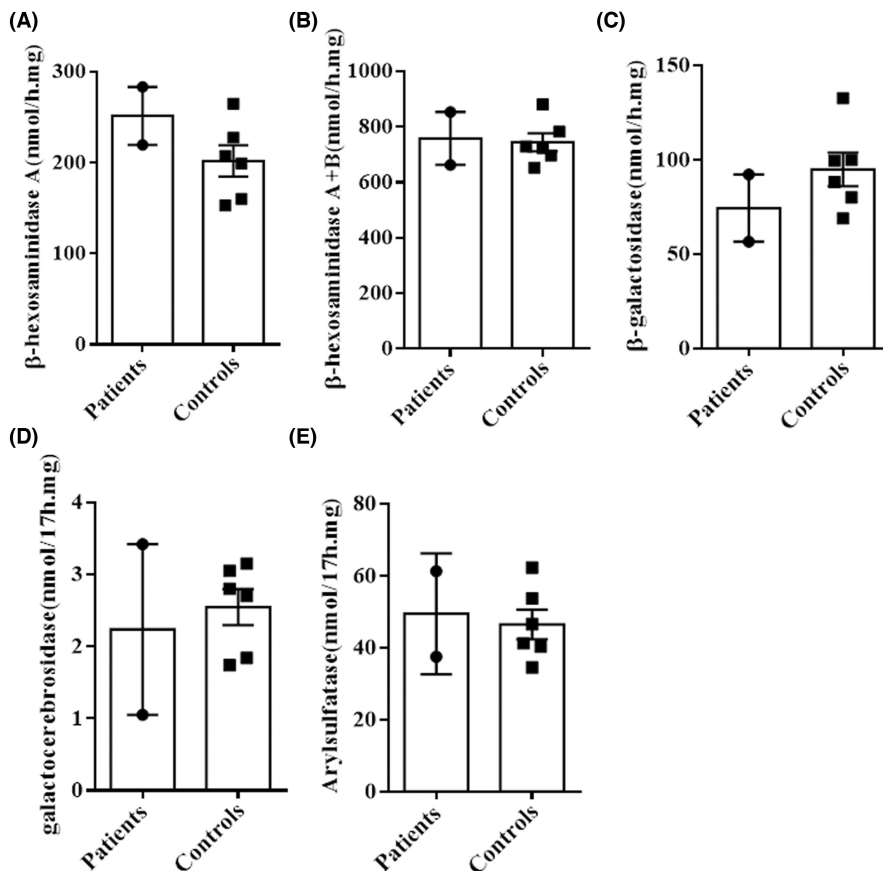 (A)
β-hexosaminidase A(nmol/h.mg)
300
200
100
0
Patients
Controls
(B)
β-hexosaminidase A+B(nmol/h.mg)
1000
800
600
400
200
0
Patients
Controls
(C)
β-galactosidase(nmol/h.mg)
150
100
50
0
Patients
Controls
(D)
galactocerebrosidase(nmol/17h.mg)
4
3
2
1
0
Patients
Controls
(E)
Arylsulfatase(nmol/17h.mg)
80
60
40
20
0
Patients
Controls